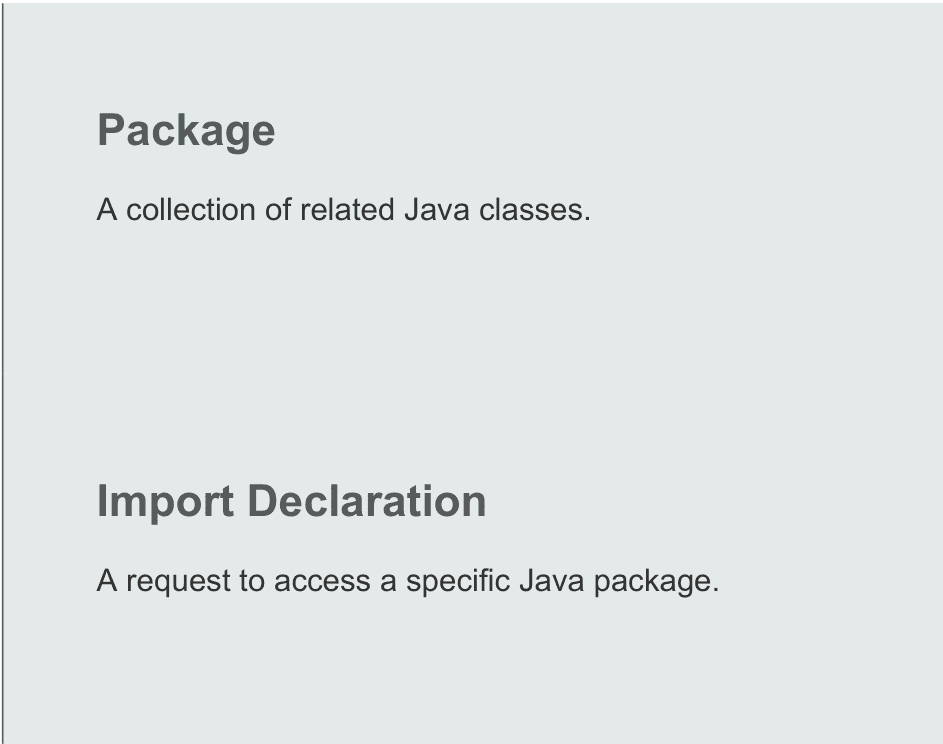 Package
A collection of related Java classes.
Import Declaration
A request to access a specific Java package.